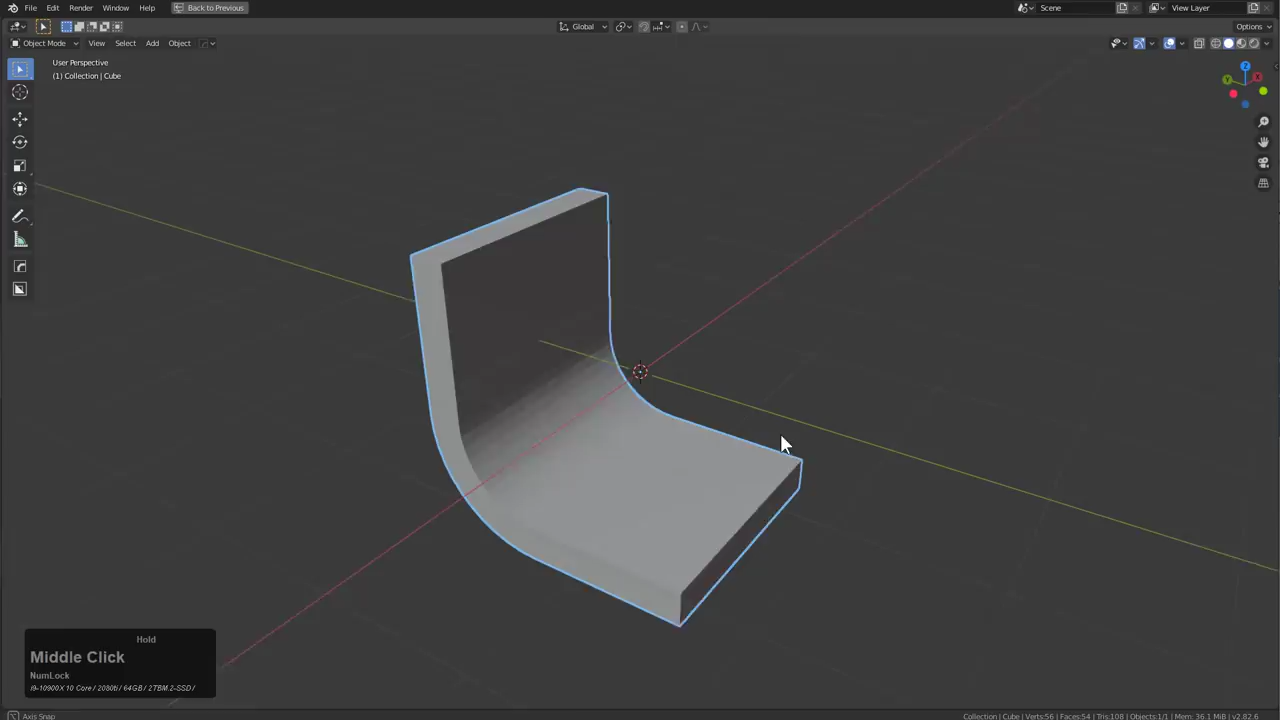 File Edit Render Window Help Back to Previous Scene View Layer
Global Options
Object Mode View Select Add Object
User Perspective
(1) Collection | Cube
Z
Y X
Hold
Middle Click
NumLock
i9-10900X 10 Core / 2080ti / 64GB / 2TBM.2-SSD /
Axis Snap Collection | Cube | Verts:56 | Faces:54 | Tris:108 | Objects:1/1 | Mem: 36.1 MiB | v2.82.6